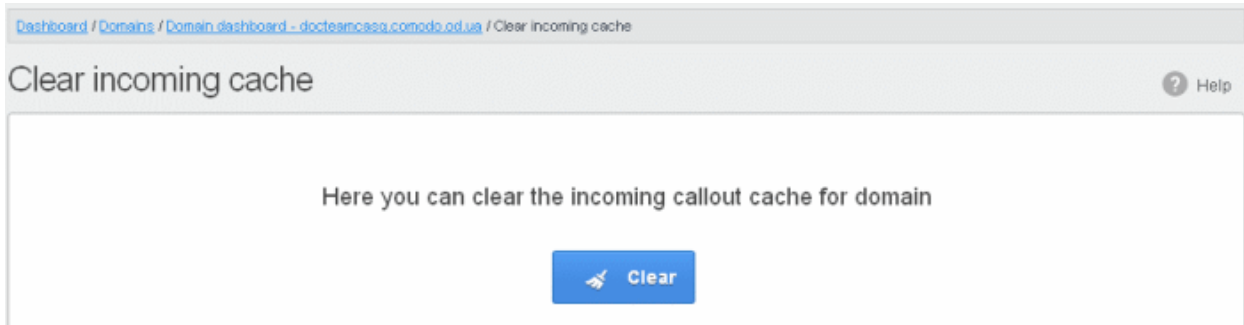 Dashboard / Domains / Domain dashboard - docteamcasg.comodo.od.ua / Clear incoming cache
Clear incoming cache
Help
Here you can clear the incoming callout cache for domain
Clear